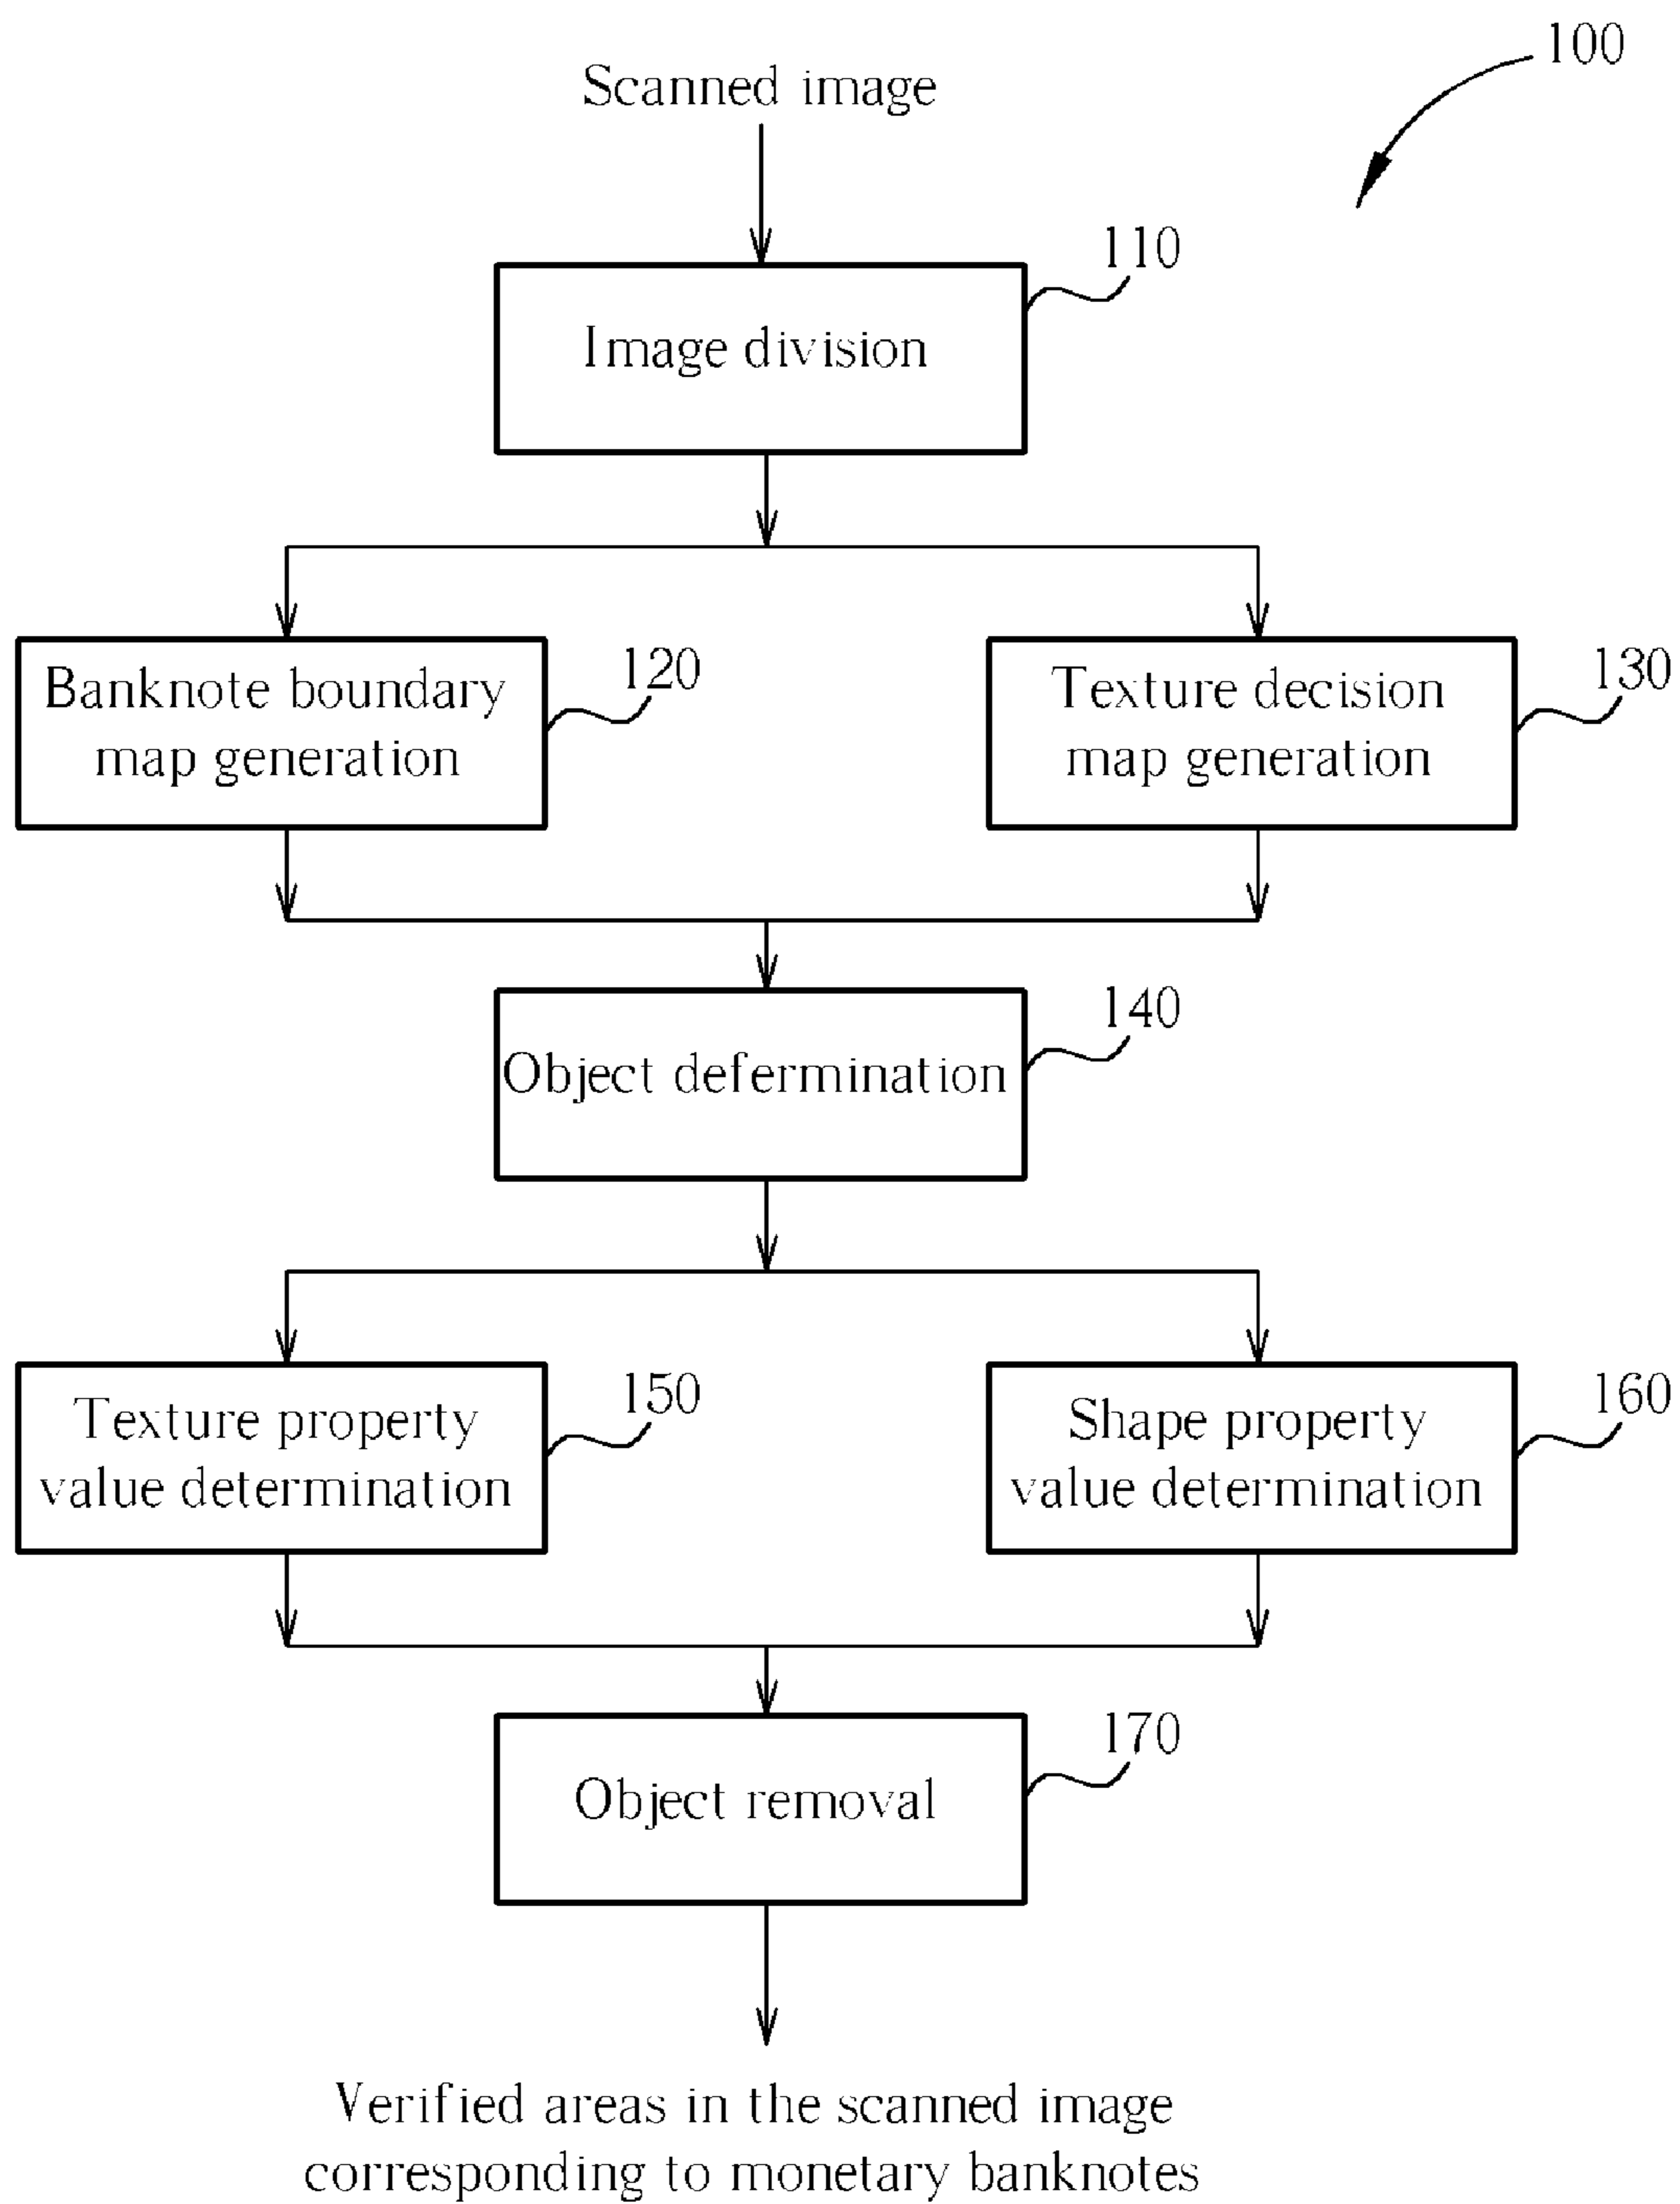 100
Scanned image
110
Image division
120
Banknote boundary
map generation
130
Texture decision
map generation
140
Object defermination
150
Texture property
value determination
160
Shape property
value determination
170
Object removal
Verified areas in the scanned image
corresponding to monetary banknotes